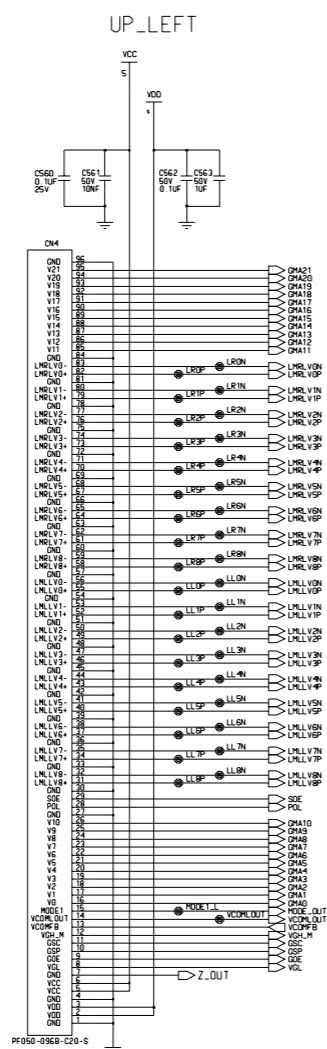 UP_LEFT
VCC
5
VDD
C560
0.1UF
25V
C561
50V
10NF
C562
50V
0.1UF
C563
50V
1UF
CN4
GND 96
V21 95 GMA21
V20 94 GMA20
V19 93 GMA19
V18 92 GMA18
V17 91 GMA17
V16 90 GMA16
V15 89 GMA15
V14 88 GMA14
V13 87 GMA13
V12 86 GMA12
V11 85 GMA11
GND 84
LMRLV0- 83 LR0N LMRLV0N
LMRLV0+ 82 LR0P LMRLV0P
GND 81
LMRLV1- 80 LR1N LMRLV1N
LMRLV1+ 79 LR1P LMRLV1P
GND 78
LMRLV2- 77 LR2N LMRLV2N
LMRLV2+ 76 LR2P LMRLV2P
GND 75
LMRLV3- 74 LR3N LMRLV3N
LMRLV3+ 73 LR3P LMRLV3P
GND 72
LMRLV4- 71 LR4N LMRLV4N
LMRLV4+ 70 LR4P LMRLV4P
GND 69
LMRLV5- 68 LR5N LMRLV5N
LMRLV5+ 67 LR5P LMRLV5P
GND 66
LMRLV6- 65 LR6N LMRLV6N
LMRLV6+ 64 LR6P LMRLV6P
GND 63
LMRLV7- 62 LR7N LMRLV7N
LMRLV7+ 61 LR7P LMRLV7P
GND 60
LMRLV8- 59 LR8N LMRLV8N
LMRLV8+ 58 LR8P LMRLV8P
GND 57
LMLLV0- 56 LL0N LMLLV0N
LMLLV0+ 55 LL0P LMLLV0P
GND 54
LMLLV1- 53 LL1N LMLLV1N
LMLLV1+ 52 LL1P LMLLV1P
GND 51
LMLLV2- 50 LL2N LMLLV2N
LMLLV2+ 49 LL2P LMLLV2P
GND 48
LMLLV3- 47 LL3N LMLLV3N
LMLLV3+ 46 LL3P LMLLV3P
GND 45
LMLLV4- 44 LL4N LMLLV4N
LMLLV4+ 43 LL4P LMLLV4P
GND 42
LMLLV5- 41 LL5N LMLLV5N
LMLLV5+ 40 LL5P LMLLV5P
GND 39
LMLLV6- 38 LL6N LMLLV6N
LMLLV6+ 37 LL6P LMLLV6P
GND 36
LMLLV7- 35 LL7N LMLLV7N
LMLLV7+ 34 LL7P LMLLV7P
GND 33
LMLLV8- 32 LL8N LMLLV8N
LMLLV8+ 31 LL8P LMLLV8P
GND 30
SOE 29 SOE
POL 28 POL
GND 27
V10 26 GMA10
V9 25 GMA9
V8 24 GMA8
V7 23 GMA7
V6 22 GMA6
V5 21 GMA5
V4 20 GMA4
V3 19 GMA3
V2 18 GMA2
V1 17 GMA1
V0 16 GMA0
MODE1 15 MODE1_L MODE_OUT
VCOMLOUT 14 VCOMLOUT VCOMLOUT
VCOMFB 13 VCOMFB
VGH_M 12 VGH_M
GSC 11 GSC
GSP 10 GSP
GOE 9 GOE
VGL 8 VGL
GND 7 Z_OUT
VCC 6
VCC 5
GND 4
VDD 3
VDD 2
GND 1
PF050-096B-C20-S